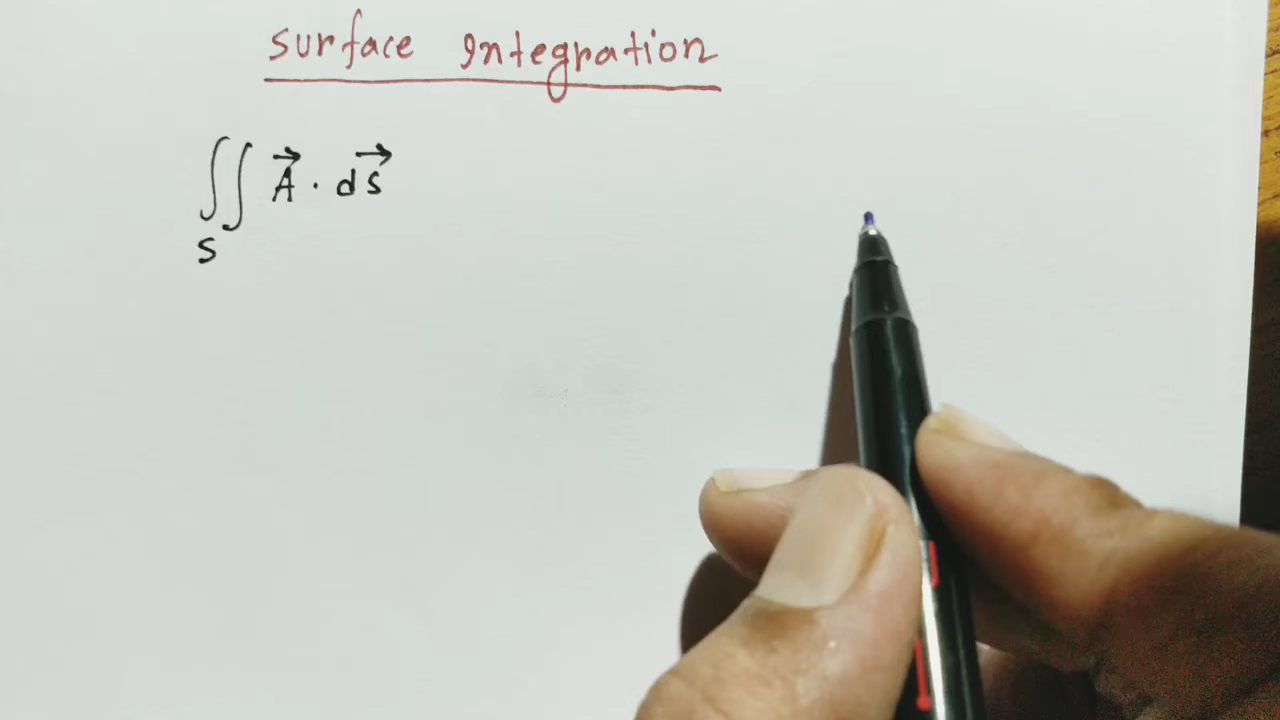 Surface Integration
∬ A⃗ · dS⃗
S